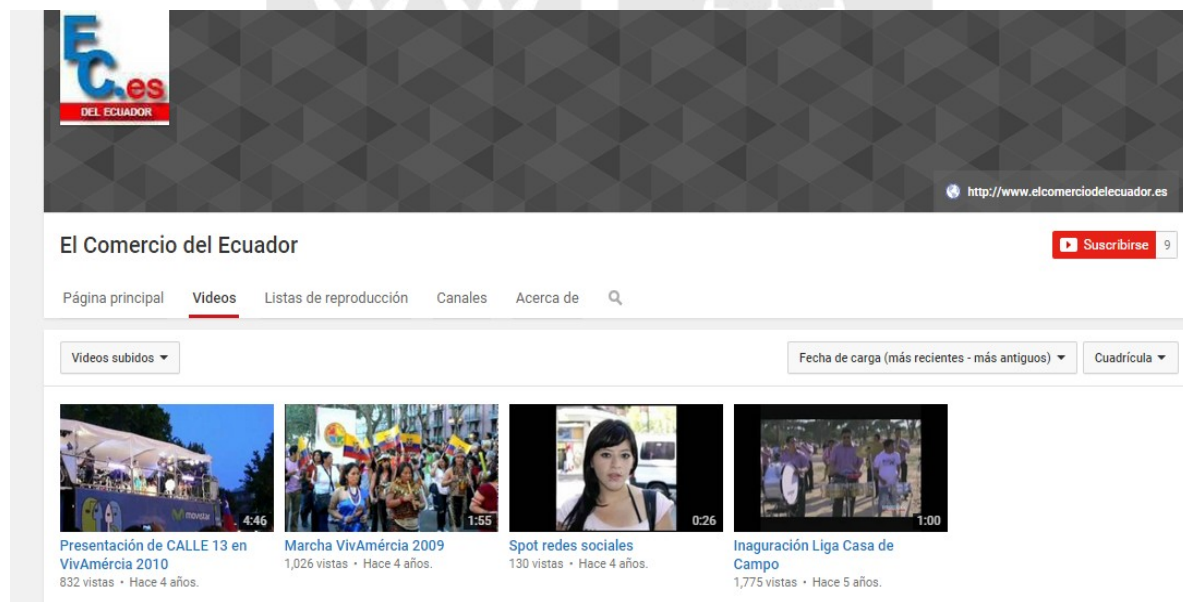 EC.es
DEL ECUADOR
http://www.elcomerciodelecuador.es
El Comercio del Ecuador
Suscribirse 9
Página principal Videos Listas de reproducción Canales Acerca de
Videos subidos
Fecha de carga (más recientes - más antiguos) Cuadrícula
movistar
4:46
1:55
0:26
1:00
Presentación de CALLE 13 en
VivAmércia 2010
832 vistas • Hace 4 años.
Marcha VivAmércia 2009
1,026 vistas • Hace 4 años.
Spot redes sociales
130 vistas • Hace 4 años.
Inaguración Liga Casa de
Campo
1,775 vistas • Hace 5 años.